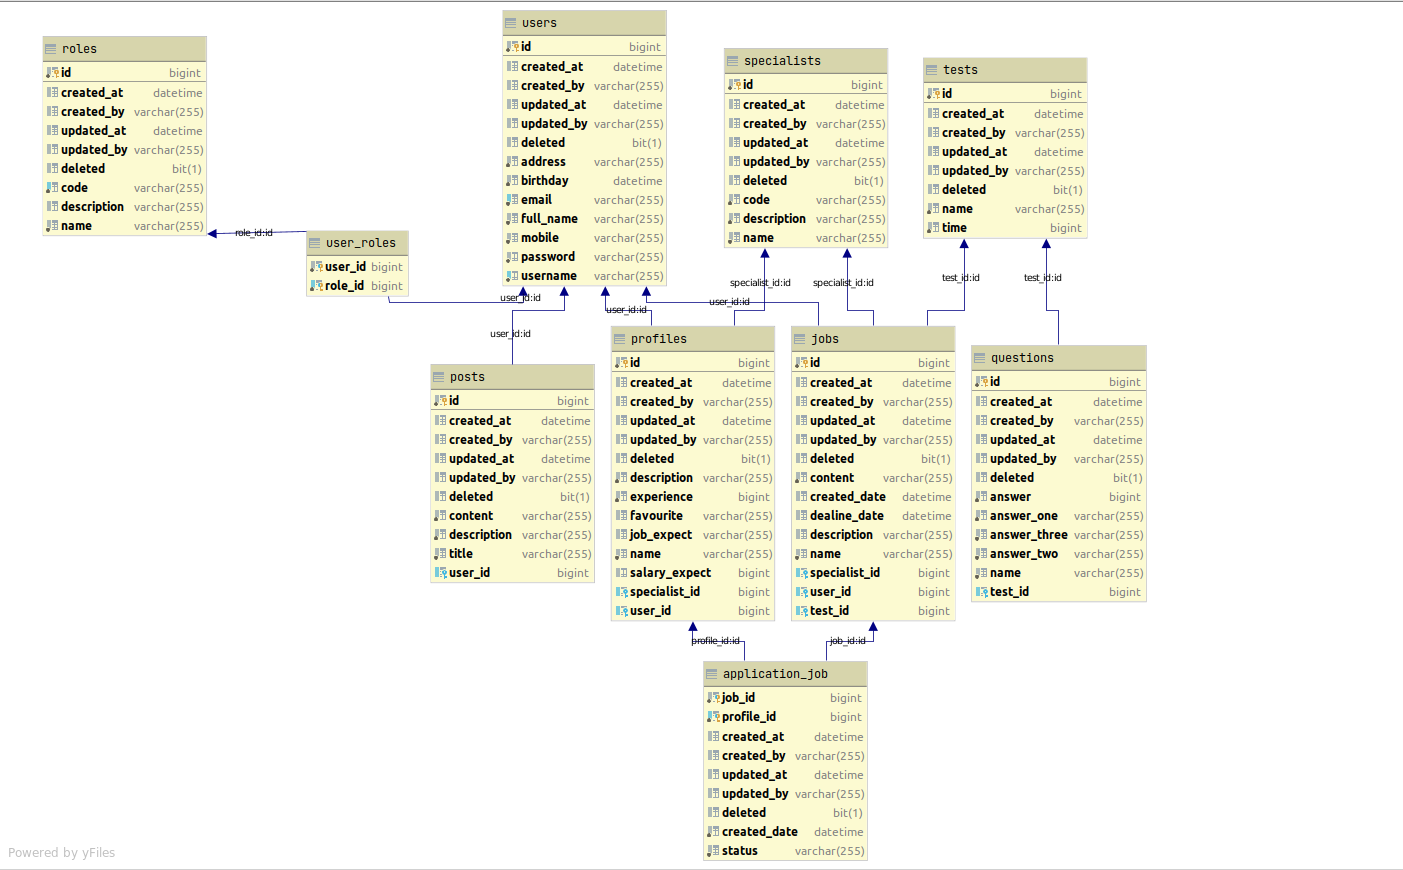 roles
id bigint
created_at datetime
created_by varchar(255)
updated_at datetime
updated_by varchar(255)
deleted bit(1)
code varchar(255)
description varchar(255)
name varchar(255)
role_id:id
user_roles
user_id bigint
role_id bigint
users
id bigint
created_at datetime
created_by varchar(255)
updated_at datetime
updated_by varchar(255)
deleted bit(1)
address varchar(255)
birthday datetime
email varchar(255)
full_name varchar(255)
mobile varchar(255)
password varchar(255)
username varchar(255)
specialists
id bigint
created_at datetime
created_by varchar(255)
updated_at datetime
updated_by varchar(255)
deleted bit(1)
code varchar(255)
description varchar(255)
name varchar(255)
tests
id bigint
created_at datetime
created_by varchar(255)
updated_at datetime
updated_by varchar(255)
deleted bit(1)
name varchar(255)
time bigint
user_id:id
user_id:id
user_id:id
user_id:id
specialist_id:id
specialist_id:id
test_id:id
test_id:id
posts
id bigint
created_at datetime
created_by varchar(255)
updated_at datetime
updated_by varchar(255)
deleted bit(1)
content varchar(255)
description varchar(255)
title varchar(255)
user_id bigint
profiles
id bigint
created_at datetime
created_by varchar(255)
updated_at datetime
updated_by varchar(255)
deleted bit(1)
description varchar(255)
experience bigint
favourite varchar(255)
job_expect varchar(255)
name varchar(255)
salary_expect bigint
specialist_id bigint
user_id bigint
jobs
id bigint
created_at datetime
created_by varchar(255)
updated_at datetime
updated_by varchar(255)
deleted bit(1)
content varchar(255)
created_date datetime
dealine_date datetime
description varchar(255)
name varchar(255)
specialist_id bigint
user_id bigint
test_id bigint
questions
id bigint
created_at datetime
created_by varchar(255)
updated_at datetime
updated_by varchar(255)
deleted bit(1)
answer bigint
answer_one varchar(255)
answer_three varchar(255)
answer_two varchar(255)
name varchar(255)
test_id bigint
profile_id:id
job_id:id
application_job
job_id bigint
profile_id bigint
created_at datetime
created_by varchar(255)
updated_at datetime
updated_by varchar(255)
deleted bit(1)
created_date datetime
status varchar(255)
Powered by yFiles